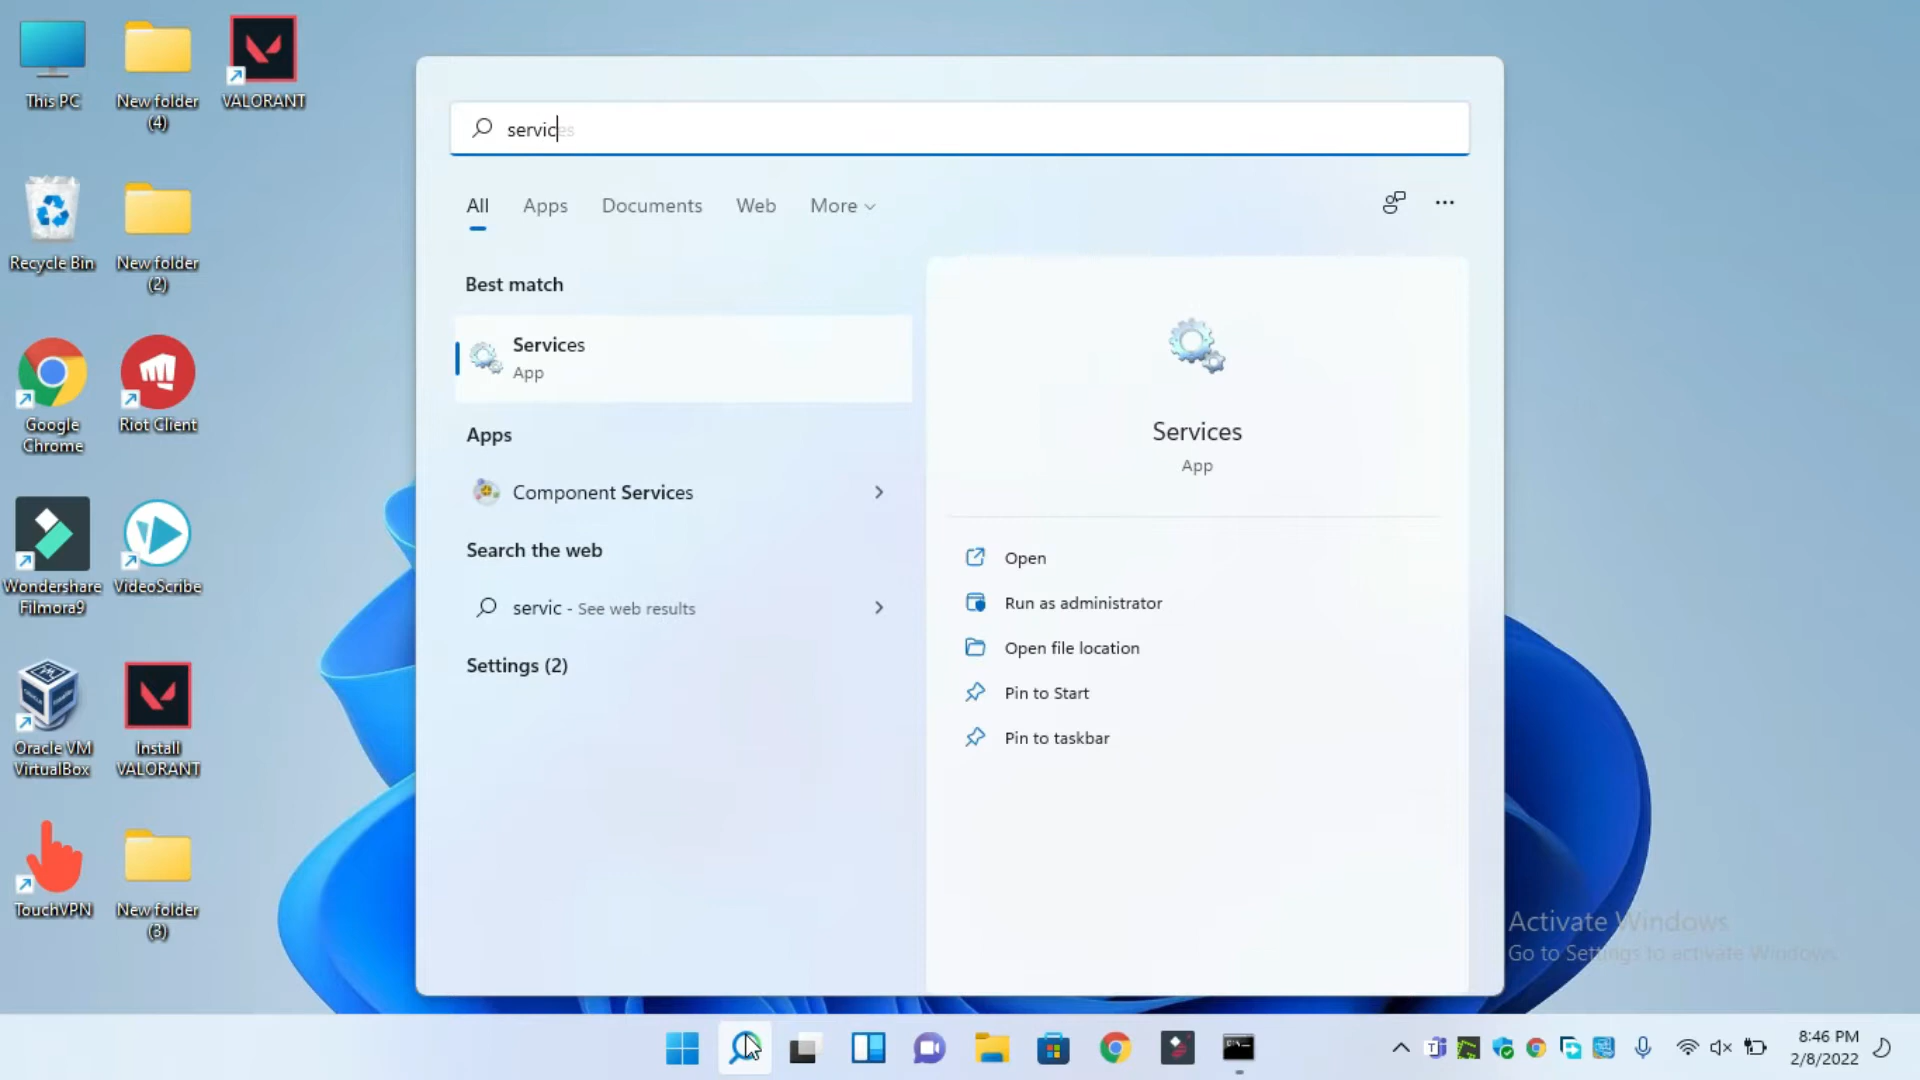 This PC
New folder
(4)
VALORANT
Recycle Bin
New folder
(2)
Google
Chrome
Riot Client
Wondershare
Filmora9
VideoScribe
Oracle VM
VirtualBox
Install
VALORANT
TouchVPN
New folder
(3)
services
All
Apps
Documents
Web
More
Best match
Services
App
Apps
Component Services
Search the web
servic - See web results
Settings (2)
Services
App
Open
Run as administrator
Open file location
Pin to Start
Pin to taskbar
Activate Windows
Go to Settings to activate Windows.
8:46 PM
2/8/2022